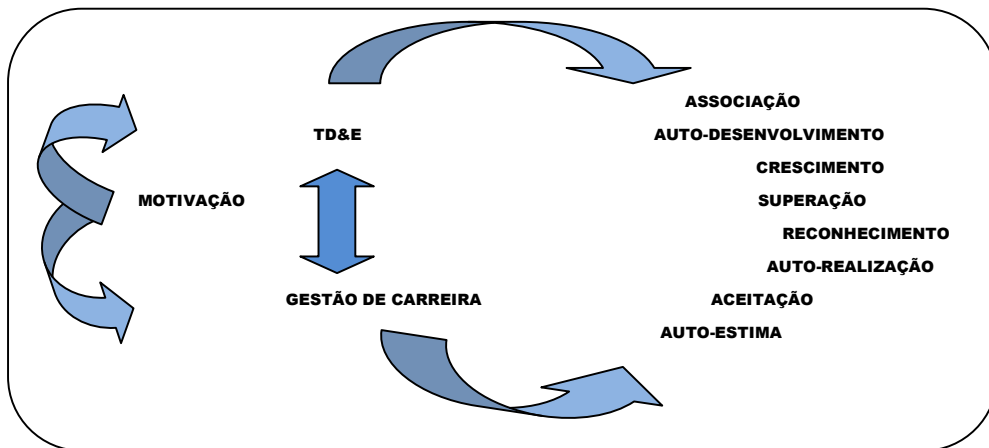 ASSOCIAÇÃO
TD&E
AUTO-DESENVOLVIMENTO
CRESCIMENTO
MOTIVAÇÃO
SUPERAÇÃO
RECONHECIMENTO
AUTO-REALIZAÇÃO
GESTÃO DE CARREIRA
ACEITAÇÃO
AUTO-ESTIMA